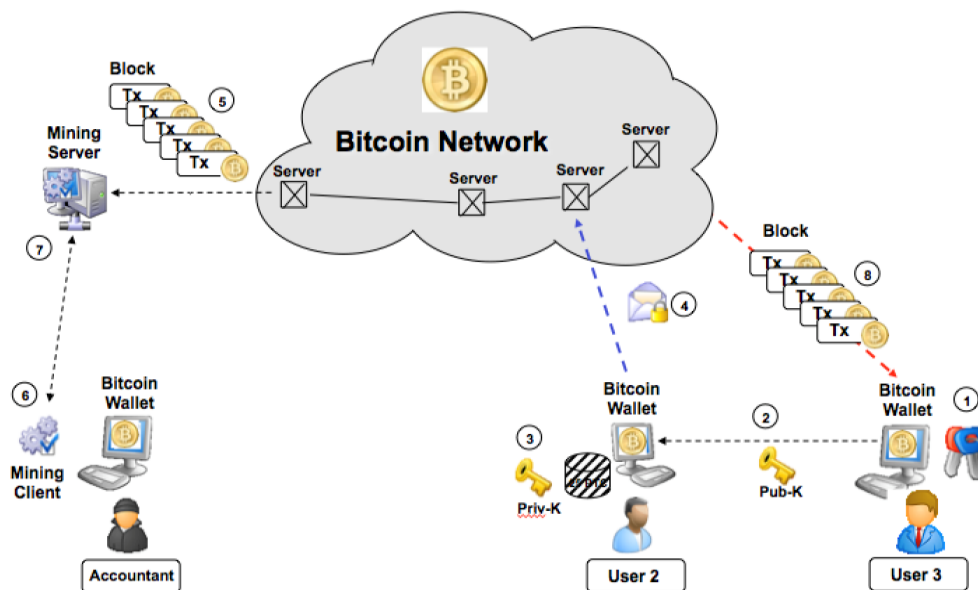 Block
Tx
Tx
Tx
Tx
Tx
5
Mining
Server
7
Bitcoin Network
Server
Server
Server
Server
Block
Tx
Tx
Tx
Tx
Tx
8
4
6
Mining
Client
Bitcoin
Wallet
Accountant
3
Priv-K
Bitcoin
Wallet
User 2
2
Pub-K
Bitcoin
Wallet
1
User 3